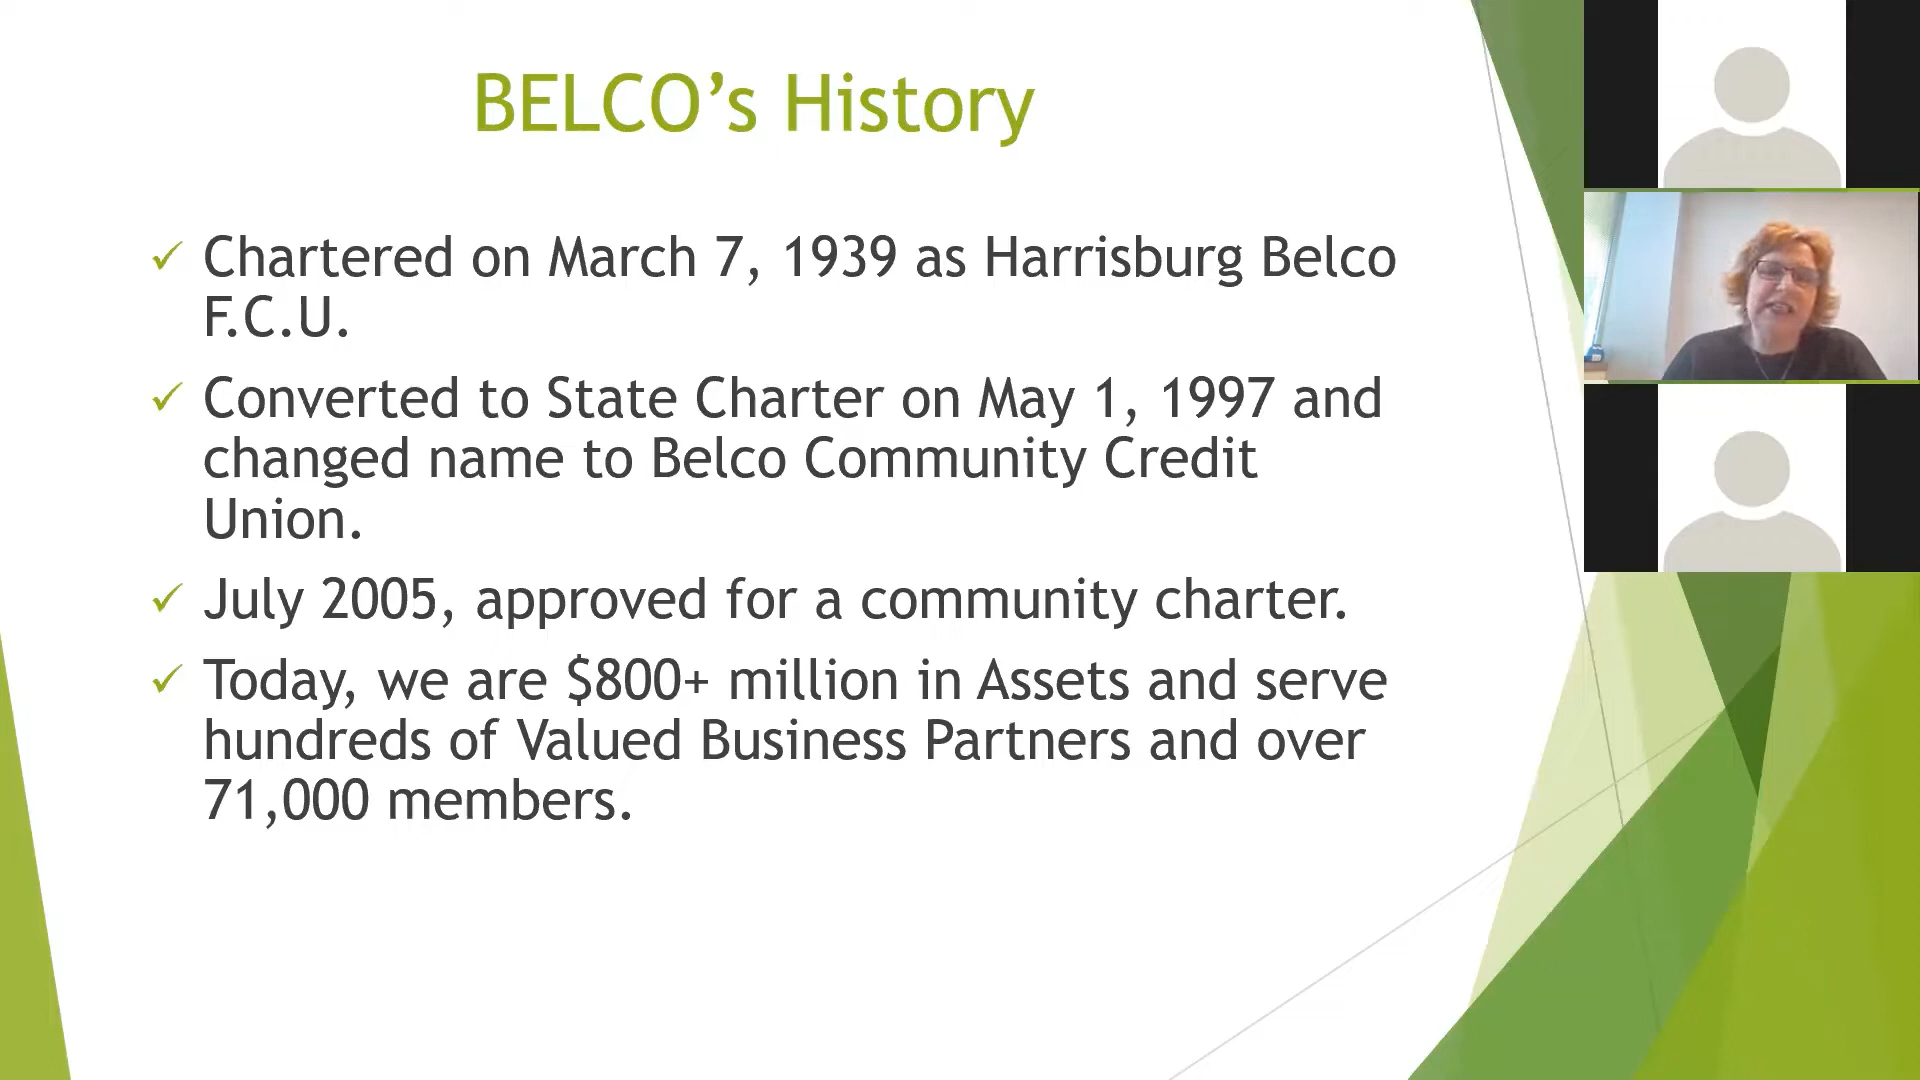 BELCO’s History
Chartered on March 7, 1939 as Harrisburg Belco
F.C.U.
Converted to State Charter on May 1, 1997 and
changed name to Belco Community Credit
Union.
July 2005, approved for a community charter.
Today, we are $800+ million in Assets and serve
hundreds of Valued Business Partners and over
71,000 members.